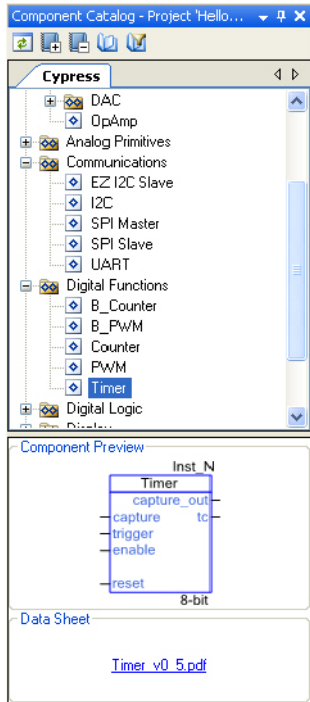 Component Catalog - Project 'Hello...
Cypress
DAC
OpAmp
Analog Primitives
Communications
EZ I2C Slave
I2C
SPI Master
SPI Slave
UART
Digital Functions
B_Counter
B_PWM
Counter
PWM
Timer
Digital Logic
Display
Component Preview
Inst_N
Timer
capture_out
capture tc
trigger
enable
reset
8-bit
Data Sheet
Timer_v0_5.pdf